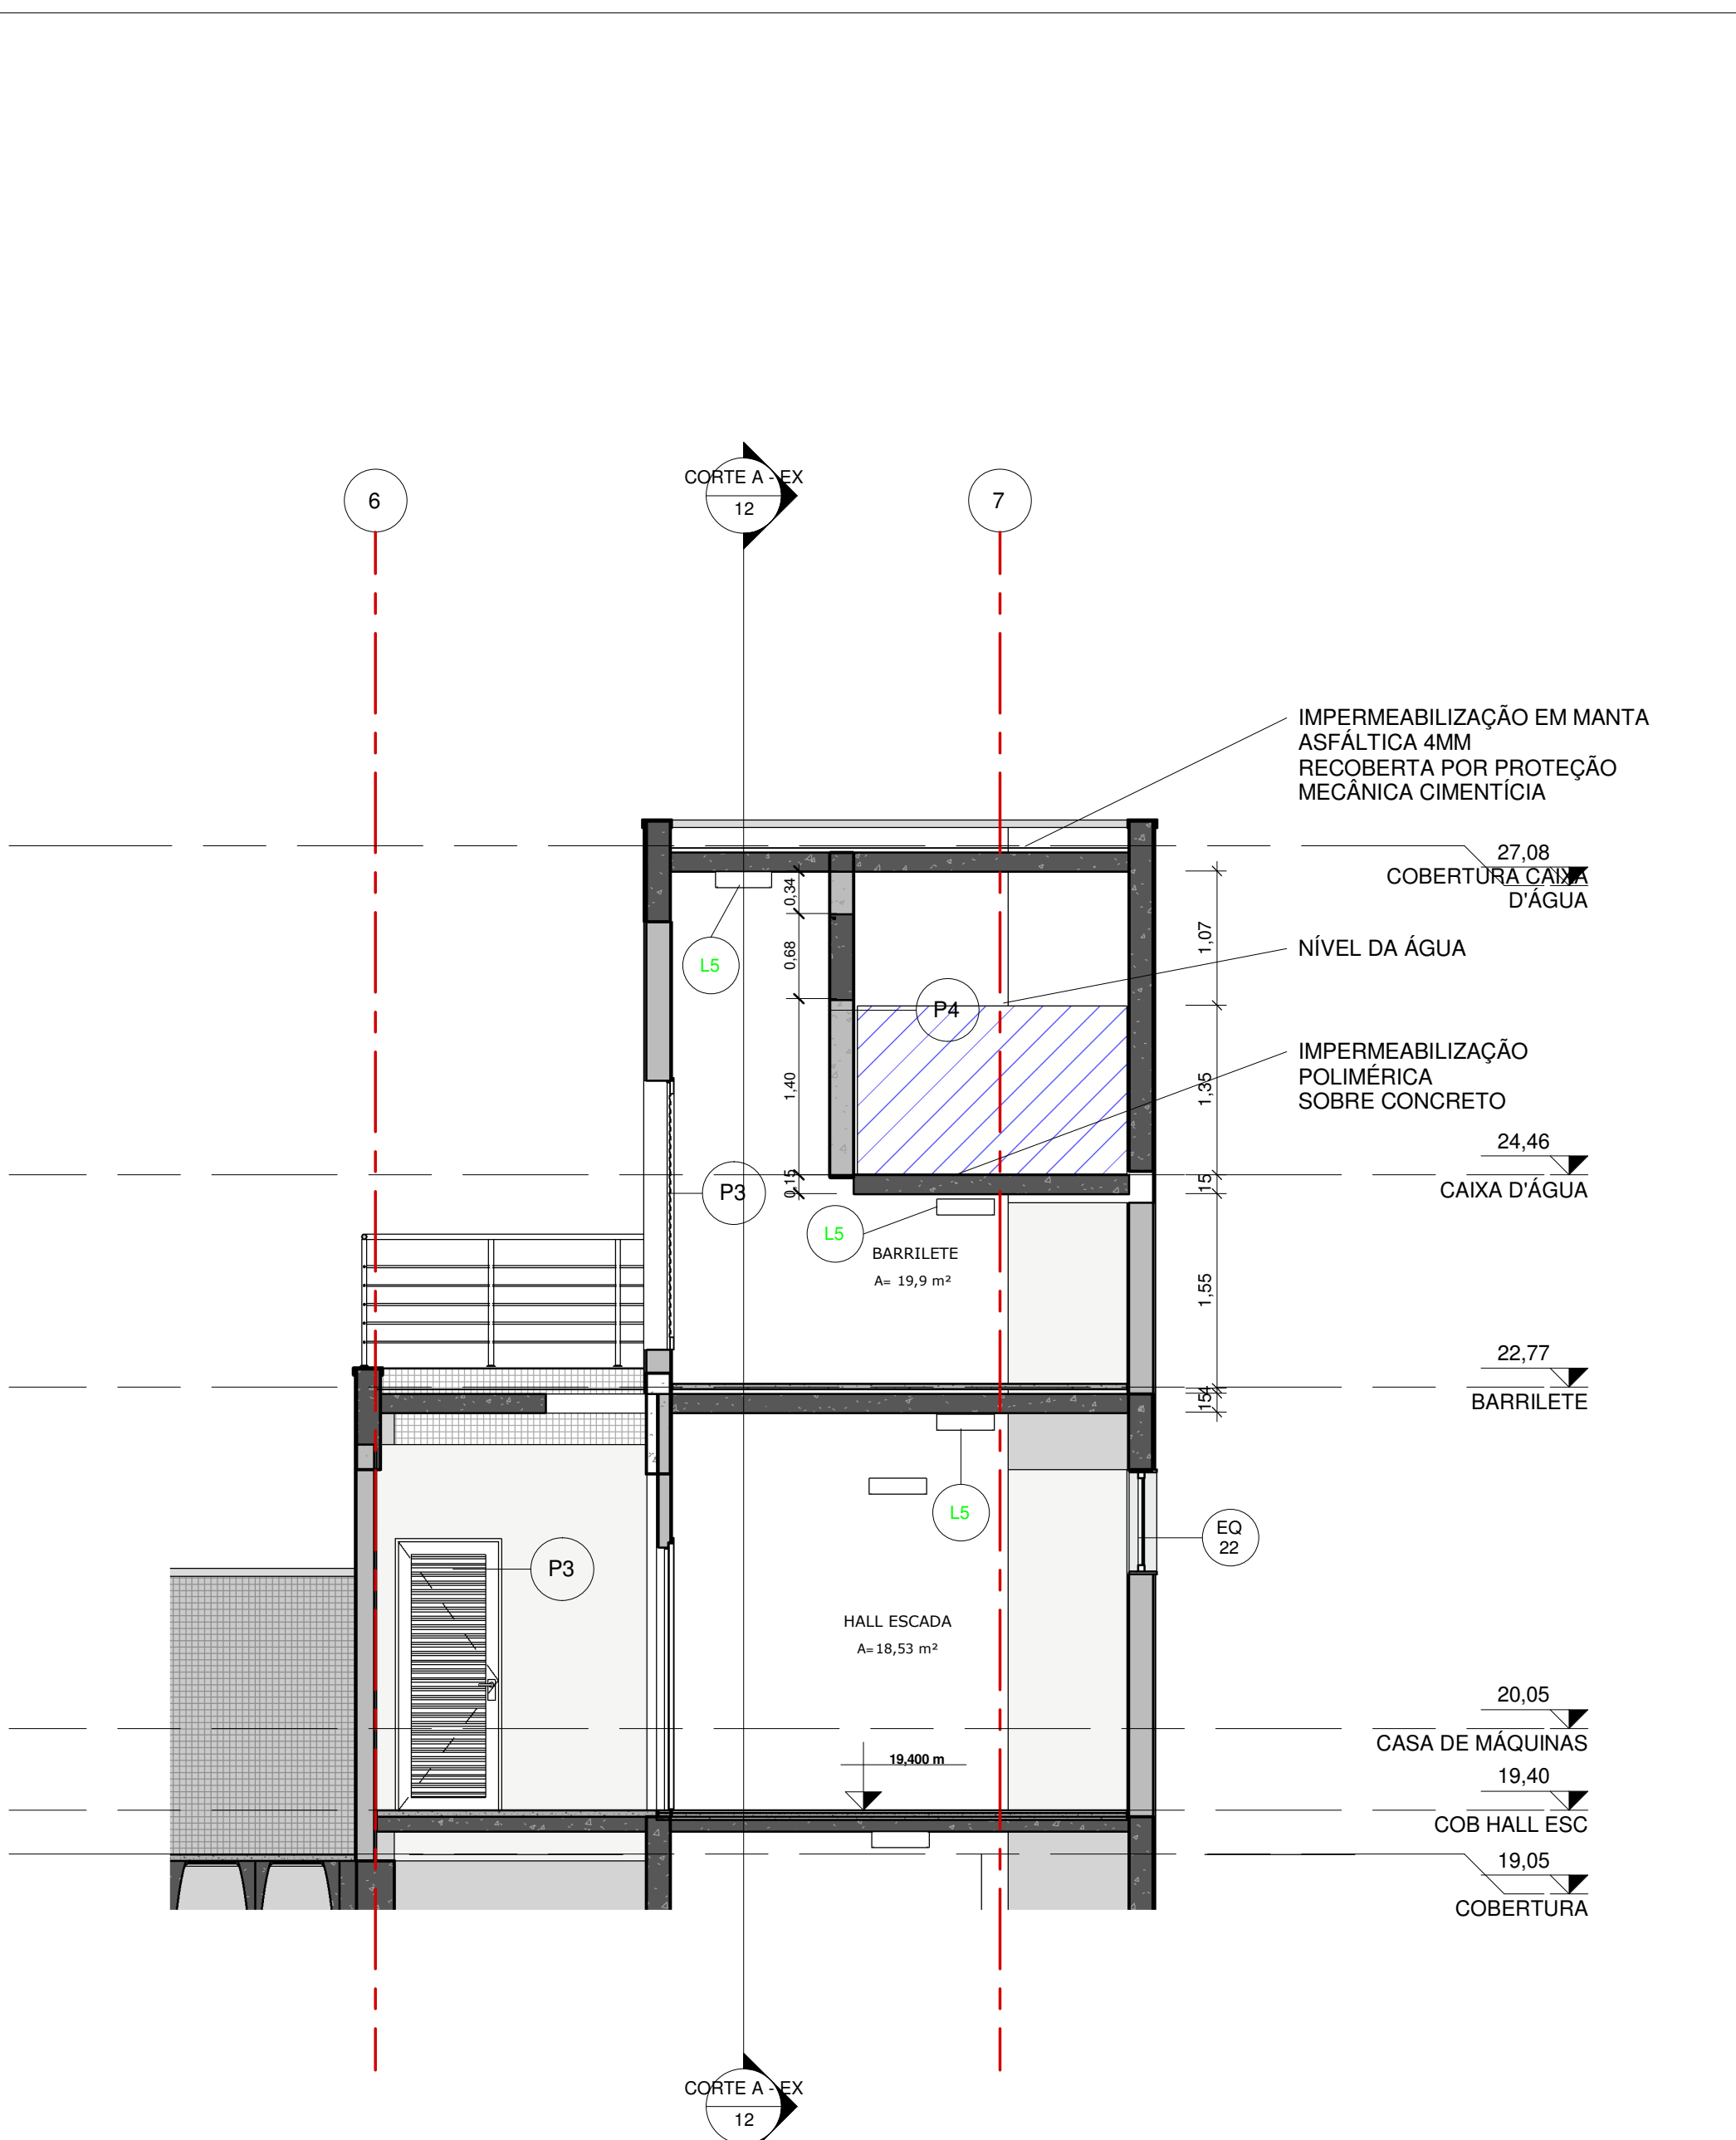 CORTE A - EX
12
6
7
IMPERMEABILIZAÇÃO EM MANTA
ASFÁLTICA 4MM
RECOBERTA POR PROTEÇÃO
MECÂNICA CIMENTÍCIA
27,08
COBERTURA CAIXA
D'ÁGUA
0,34
1,07
NÍVEL DA ÁGUA
0,68
L5
P4
IMPERMEABILIZAÇÃO
POLIMÉRICA
SOBRE CONCRETO
1,40
1,35
24,46
CAIXA D'ÁGUA
0,15
15
P3
L5
BARRILETE
A= 19,9 m²
1,55
22,77
BARRILETE
4
15
L5
EQ
22
P3
HALL ESCADA
A=18,53 m²
20,05
CASA DE MÁQUINAS
19,400 m
19,40
COB HALL ESC
19,05
COBERTURA
CORTE A - EX
12